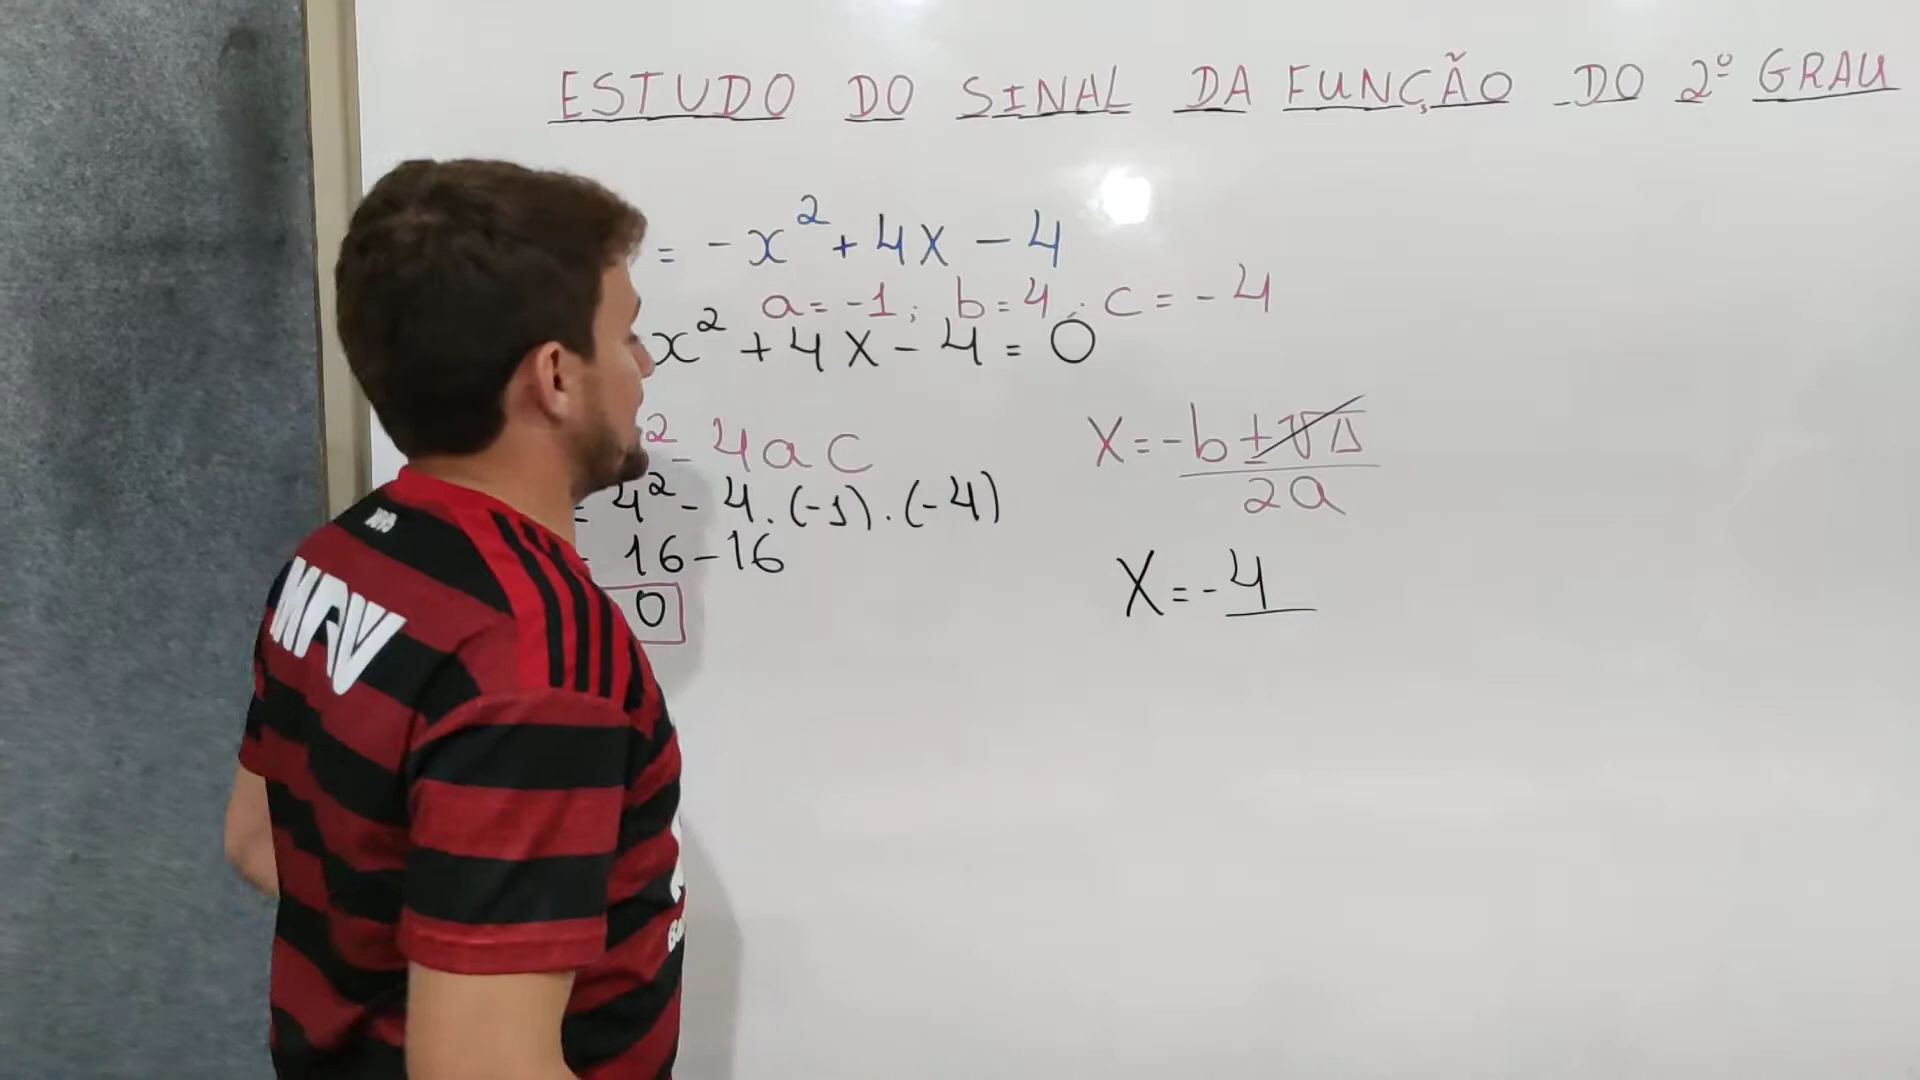 ESTUDO DO SINAL DA FUNÇÃO DO 2º GRAU
= -x² + 4x - 4
a = -1; b = 4; c = -4
x² + 4x - 4 = 0
² - 4ac
= 4² - 4.(-1).(-4)
= 16 - 16
0
x = -b ± √Δ
2a
x = -4
MRV